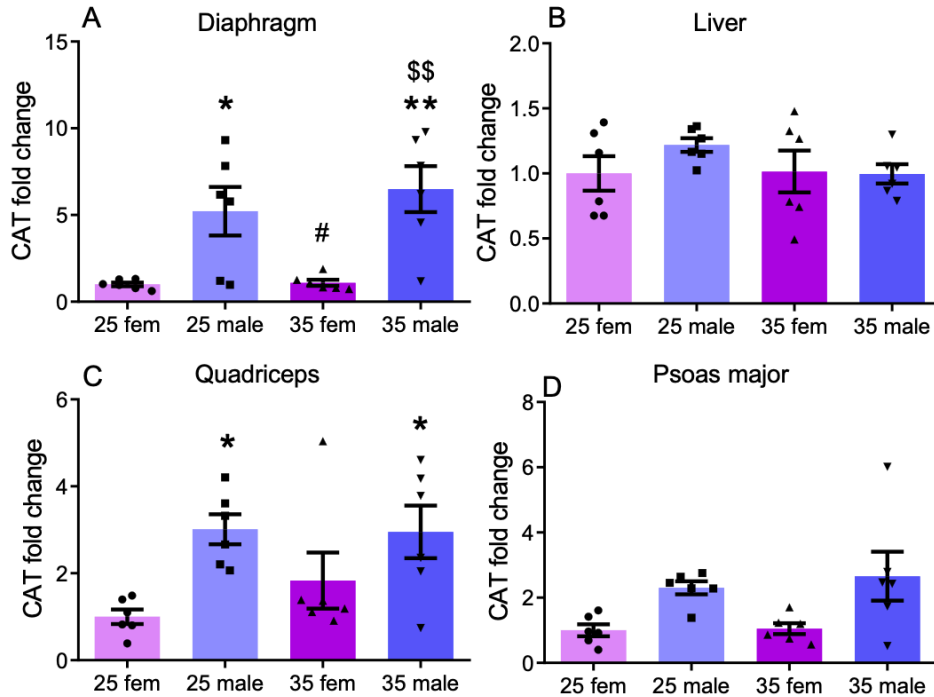 A
Diaphragm
CAT fold change
15
10
5
0
*
#
$$
**
25 fem
25 male
35 fem
35 male
B
Liver
CAT fold change
2.0
1.5
1.0
0.5
0.0
25 fem
25 male
35 fem
35 male
C
Quadriceps
CAT fold change
6
4
2
0
*
*
25 fem
25 male
35 fem
35 male
D
Psoas major
CAT fold change
8
6
4
2
0
25 fem
25 male
35 fem
35 male